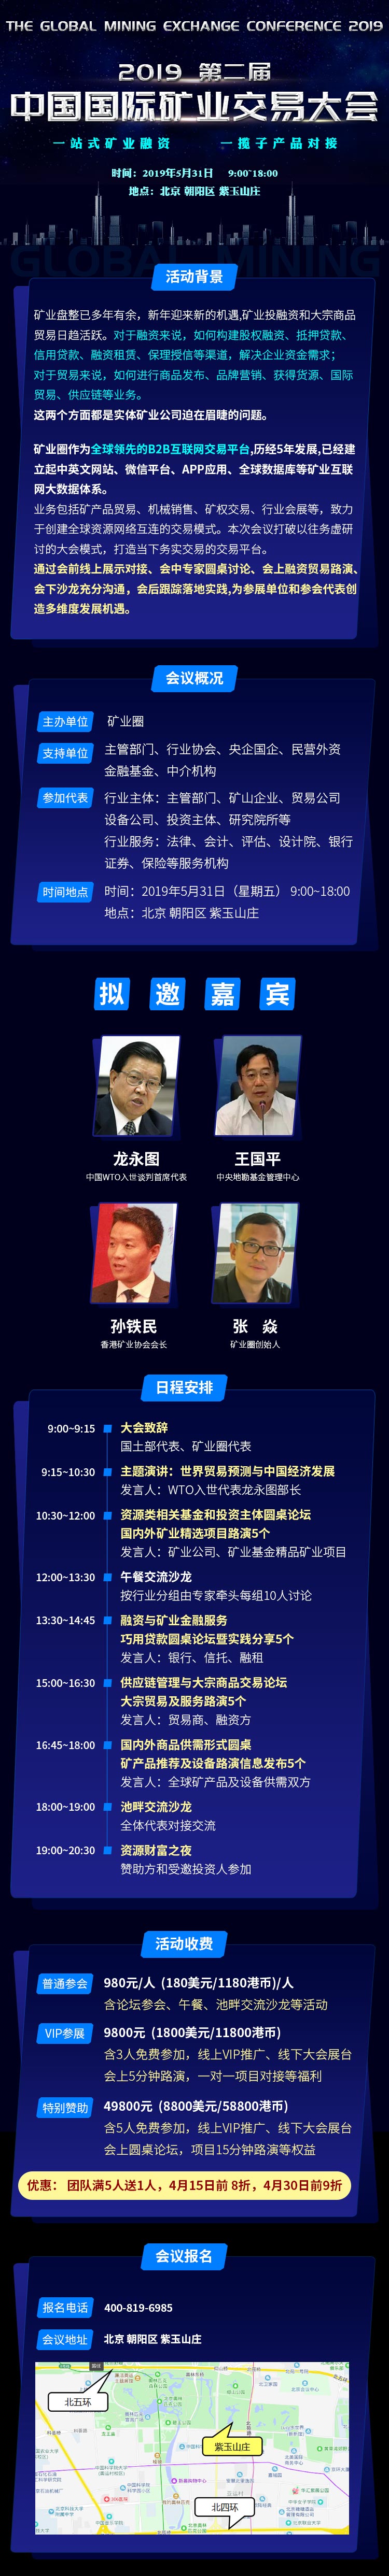 THE GLOBAL MINING EXCHANGE CONFERENCE 2019
2019 第二届
中国国际矿业交易大会
一站式矿业融资 一揽子产品对接
时间：2019年5月31日 9:00~18:00
地点：北京 朝阳区 紫玉山庄
GLOBAL MINING
活动背景
矿业盘整已多年有余，新年迎来新的机遇,矿业投融资和大宗商品
贸易日趋活跃。对于融资来说，如何构建股权融资、抵押贷款、
信用贷款、融资租赁、保理授信等渠道，解决企业资金需求；
对于贸易来说，如何进行商品发布、品牌营销、获得货源、国际
贸易、供应链等业务。
这两个方面都是实体矿业公司迫在眉睫的问题。
矿业圈作为全球领先的B2B互联网交易平台,历经5年发展,已经建
立起中英文网站、微信平台、APP应用、全球数据库等矿业互联
网大数据体系。
业务包括矿产品贸易、机械销售、矿权交易、行业会展等，致力
于创建全球资源网络互连的交易模式。本次会议打破以往务虚研
讨的大会模式，打造当下务实交易的交易平台。
通过会前线上展示对接、会中专家圆桌讨论、会上融资贸易路演、
会下沙龙充分沟通，会后跟踪落地实践,为参展单位和参会代表创
造多维度发展机遇。
会议概况
主办单位 矿业圈
支持单位 主管部门、行业协会、央企国企、民营外资
金融基金、中介机构
参加代表 行业主体：主管部门、矿山企业、贸易公司
设备公司、投资主体、研究院所等
行业服务：法律、会计、评估、设计院、银行
证券、保险等服务机构
时间地点 时间：2019年5月31日（星期五） 9:00~18:00
地点：北京 朝阳区 紫玉山庄
拟 邀 嘉 宾
龙永图 王国平
中国WTO入世谈判首席代表 中央地勘基金管理中心
孙铁民 张 焱
香港矿业协会会长 矿业圈创始人
日程安排
9:00~9:15 大会致辞
国土部代表、矿业圈代表
9:15~10:30 主题演讲：世界贸易预测与中国经济发展
发言人：WTO入世代表龙永图部长
10:30~12:00 资源类相关基金和投资主体圆桌论坛
国内外矿业精选项目路演5个
发言人：矿业公司、矿业基金精品矿业项目
12:00~13:30 午餐交流沙龙
按行业分组由专家牵头每组10人讨论
13:30~14:45 融资与矿业金融服务
巧用贷款圆桌论坛暨实践分享5个
发言人：银行、信托、融租
15:00~16:30 供应链管理与大宗商品交易论坛
大宗贸易及服务路演5个
发言人：贸易商、融资方
16:45~18:00 国内外商品供需形式圆桌
矿产品推荐及设备路演信息发布5个
发言人：全球矿产品及设备供需双方
18:00~19:00 池畔交流沙龙
全体代表对接交流
19:00~20:30 资源财富之夜
赞助方和受邀投资人参加
活动收费
普通参会 980元/人 (180美元/1180港币)/人
含论坛参会、午餐、池畔交流沙龙等活动
VIP参展 9800元 (1800美元/11800港币)
含3人免费参加，线上VIP推广、线下大会展台
会上5分钟路演，一对一项目对接等福利
特别赞助 49800元 (8800美元/58800港币)
含5人免费参加，线上VIP推广、线下大会展台
会上圆桌论坛，项目15分钟路演等权益
优惠： 团队满5人送1人，4月15日前 8折，4月30日前9折
会议报名
报名电话 400-819-6985
会议地址 北京 朝阳区 紫玉山庄
北五环
紫玉山庄
北四环